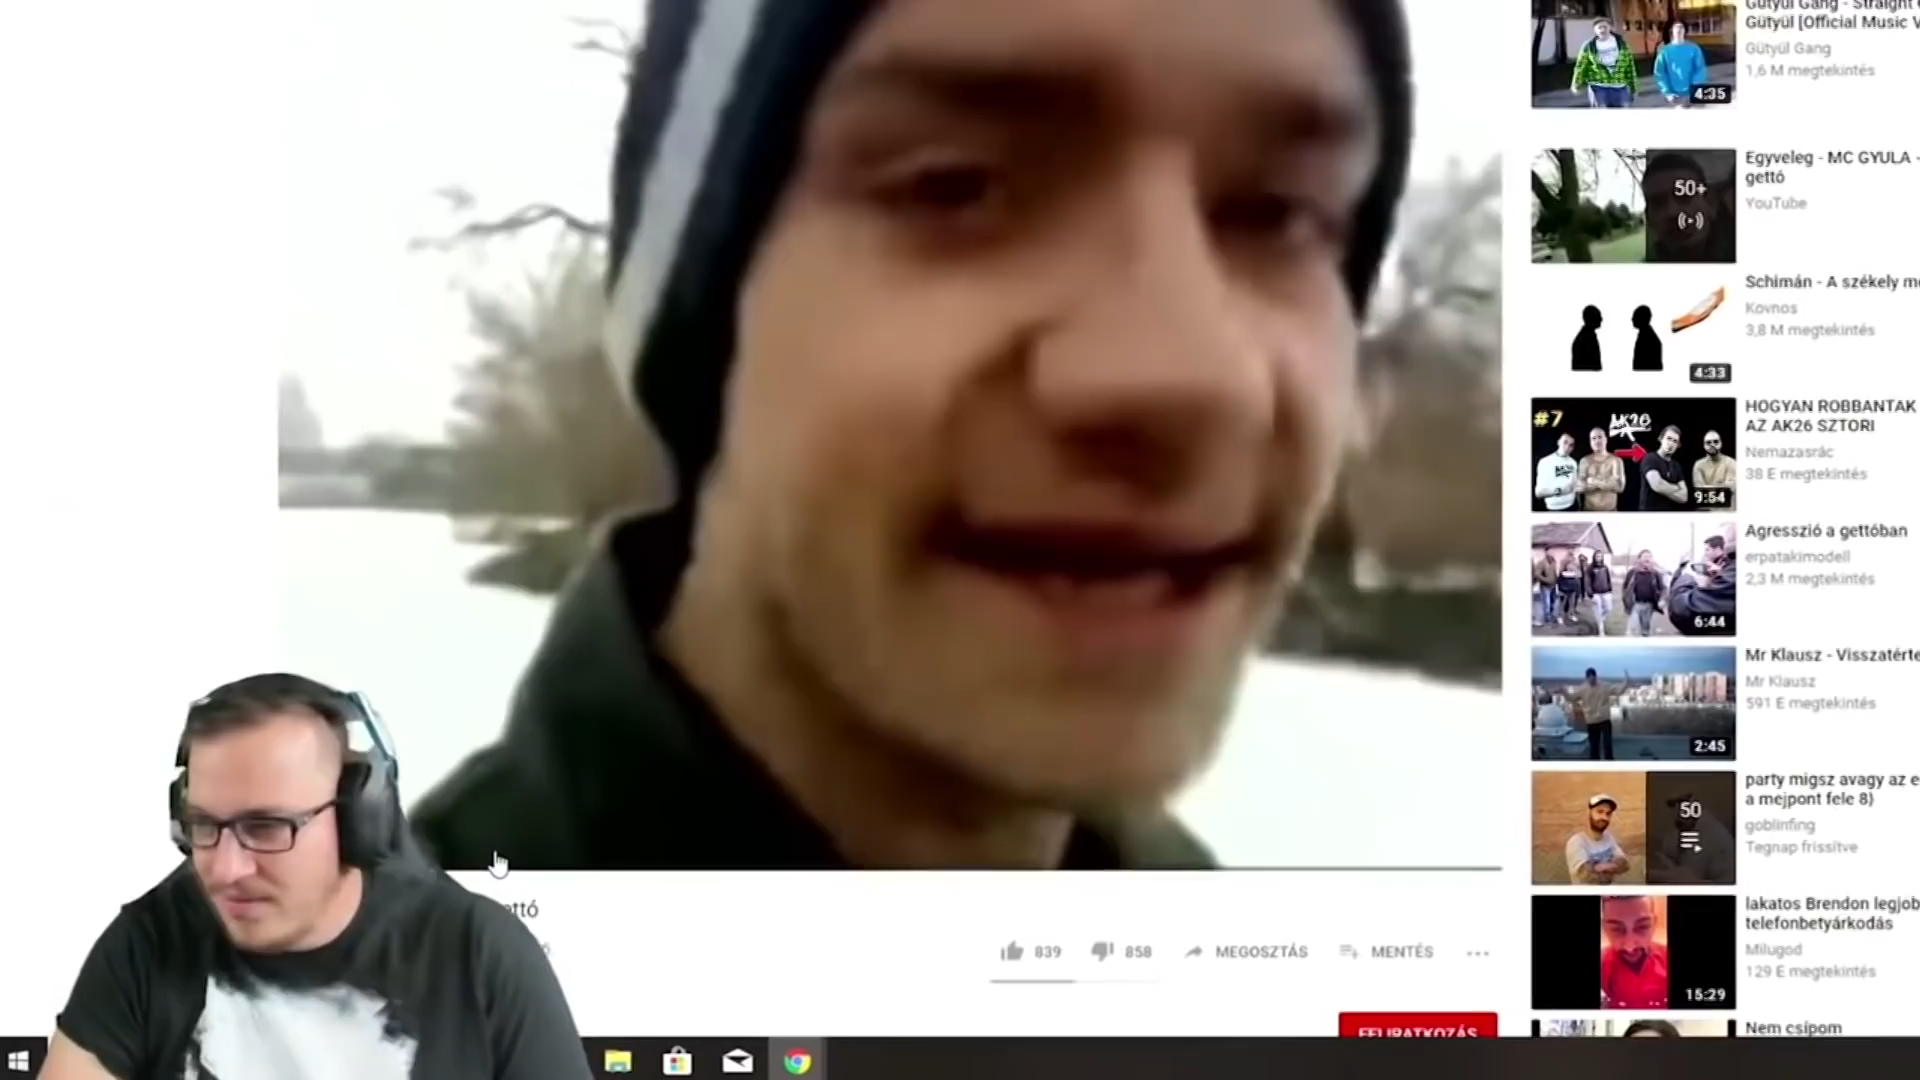 Gütyül Gang - Straight
Gütyül [Official Music V
Gütyül Gang
1,6 M megtekintés
4:35
Egyveleg - MC GYULA -
gettó
YouTube
50+
Schimán - A székely m
Kovnos
3,8 M megtekintés
4:33
HOGYAN ROBBANTAK
AZ AK26 SZTORI
Nemazasrác
38 E megtekintés
#7
AK26
9:54
Agresszió a gettóban
erpatakimodell
2,3 M megtekintés
6:44
Mr Klausz - Visszatérte
Mr Klausz
591 E megtekintés
2:45
party migsz avagy az e
a mejpont fele 8)
goblinfing
Tegnap frissítve
50
lakatos Brendon legjob
telefonbetyárkodás
Milugod
129 E megtekintés
15:29
Nem csípom
ettó
839
858
MEGOSZTÁS
MENTÉS
FELIRATKOZÁS